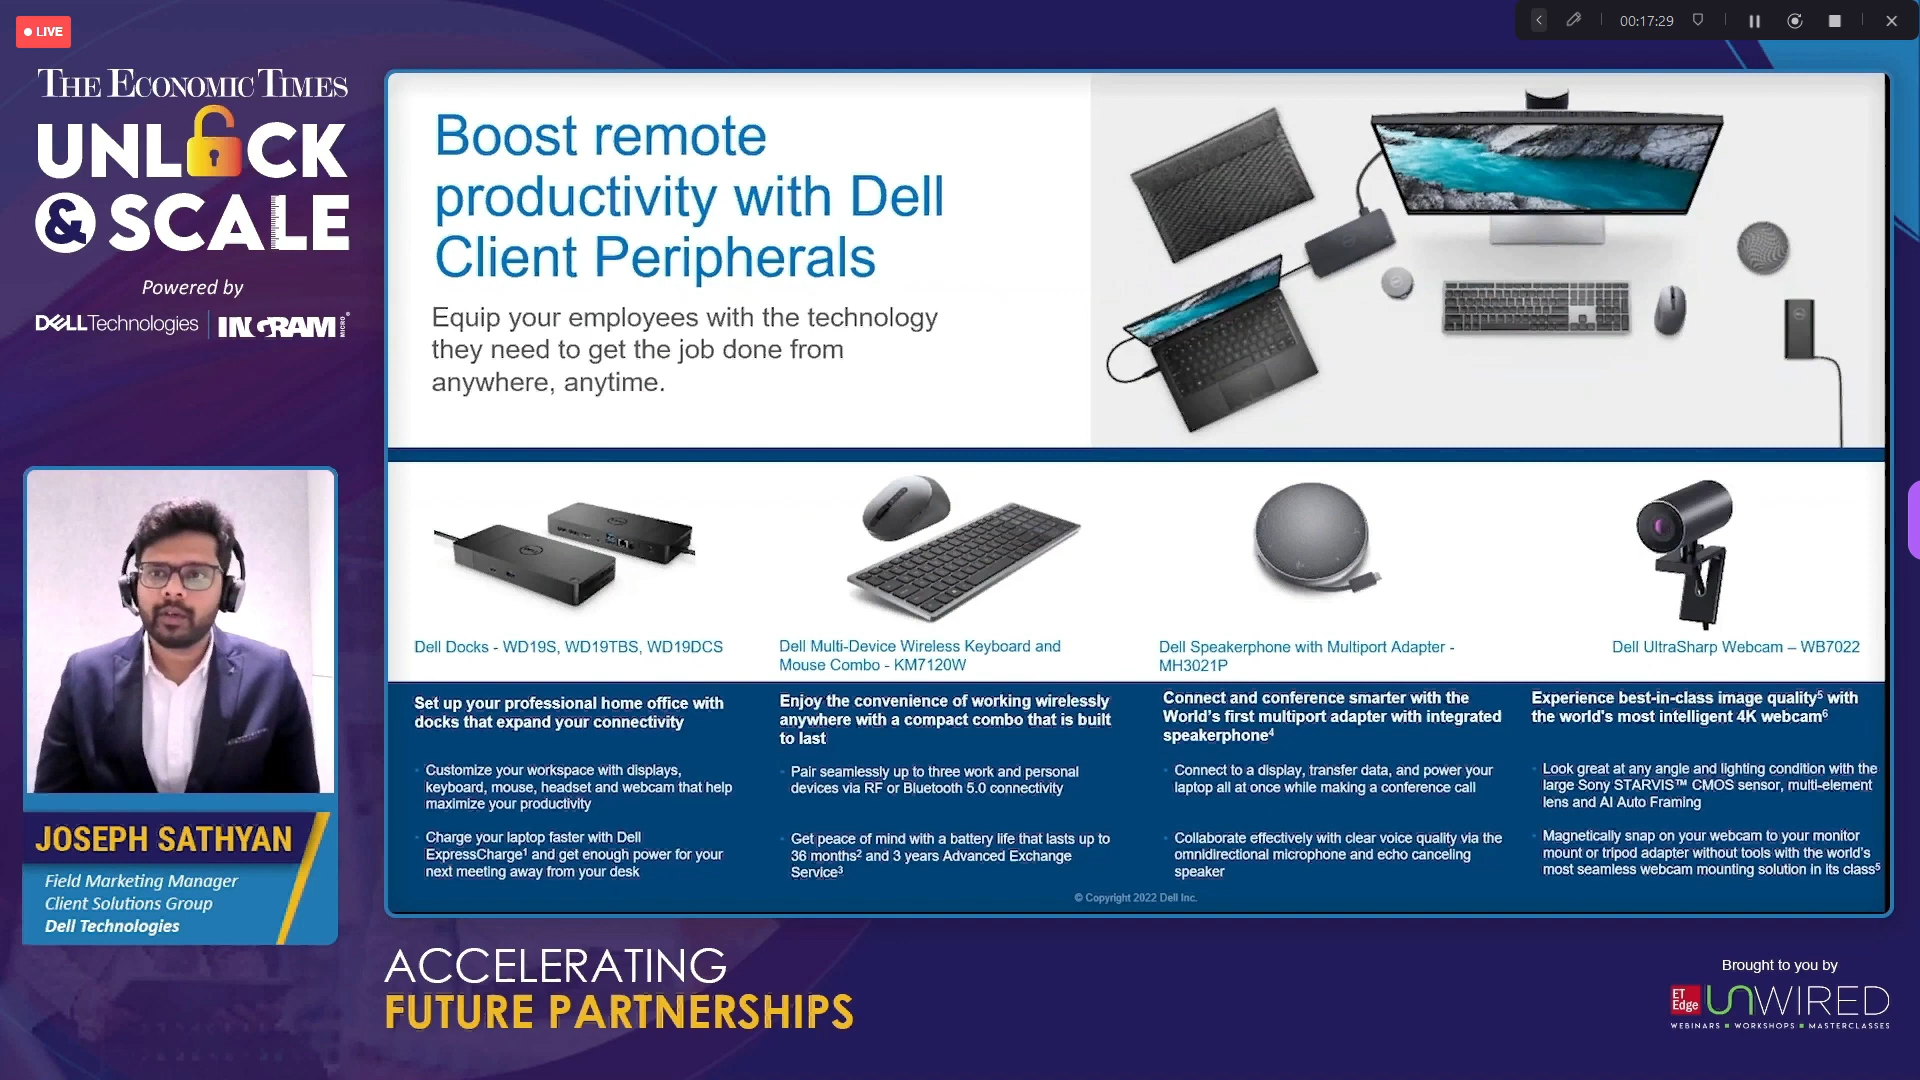 LIVE
00:17:29
THE ECONOMIC TIMES
UNLOCK
& SCALE
Powered by
DELLTechnologies | INGRAM MICRO
Boost remote
productivity with Dell
Client Peripherals
Equip your employees with the technology
they need to get the job done from
anywhere, anytime.
Dell Docks - WD19S, WD19TBS, WD19DCS
Set up your professional home office with
docks that expand your connectivity
Customize your workspace with displays,
keyboard, mouse, headset and webcam that help
maximize your productivity
Charge your laptop faster with Dell
ExpressCharge¹ and get enough power for your
next meeting away from your desk
Dell Multi-Device Wireless Keyboard and
Mouse Combo - KM7120W
Enjoy the convenience of working wirelessly
anywhere with a compact combo that is built
to last
Pair seamlessly up to three work and personal
devices via RF or Bluetooth 5.0 connectivity
Get peace of mind with a battery life that lasts up to
36 months² and 3 years Advanced Exchange
Service³
Dell Speakerphone with Multiport Adapter -
MH3021P
Connect and conference smarter with the
World's first multiport adapter with integrated
speakerphone⁴
Connect to a display, transfer data, and power your
laptop all at once while making a conference call
Collaborate effectively with clear voice quality via the
omnidirectional microphone and echo canceling
speaker
Dell UltraSharp Webcam – WB7022
Experience best-in-class image quality⁵ with
the world's most intelligent 4K webcam⁶
Look great at any angle and lighting condition with the
large Sony STARVIS™ CMOS sensor, multi-element
lens and AI Auto Framing
Magnetically snap on your webcam to your monitor
mount or tripod adapter without tools with the world's
most seamless webcam mounting solution in its class⁵
© Copyright 2022 Dell Inc.
JOSEPH SATHYAN
Field Marketing Manager
Client Solutions Group
Dell Technologies
ACCELERATING
FUTURE PARTNERSHIPS
Brought to you by
ET Edge UNWIRED
WEBINARS ▪ WORKSHOPS ▪ MASTERCLASSES